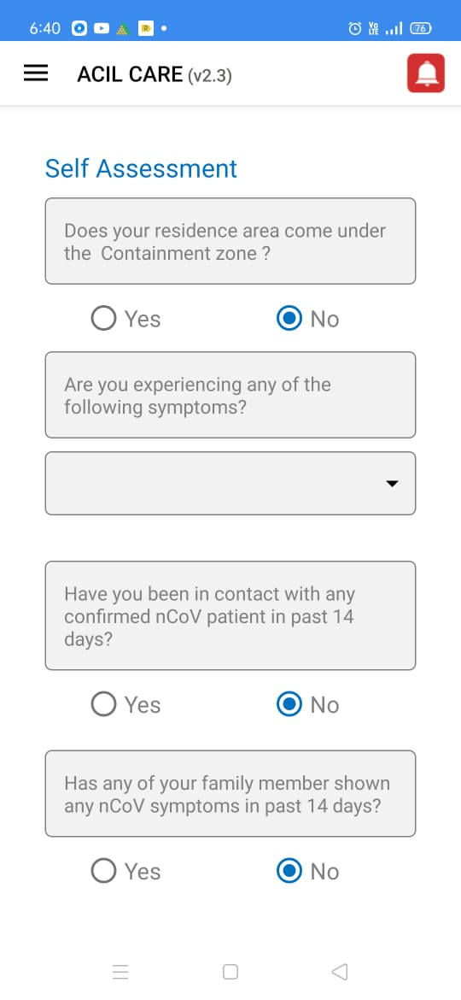 6:40 VO LTE 76
ACIL CARE (v2.3)
Self Assessment
Does your residence area come under
the  Containment zone ?
Yes No
Are you experiencing any of the
following symptoms?
Have you been in contact with any
confirmed nCoV patient in past 14
days?
Yes No
Has any of your family member shown
any nCoV symptoms in past 14 days?
Yes No